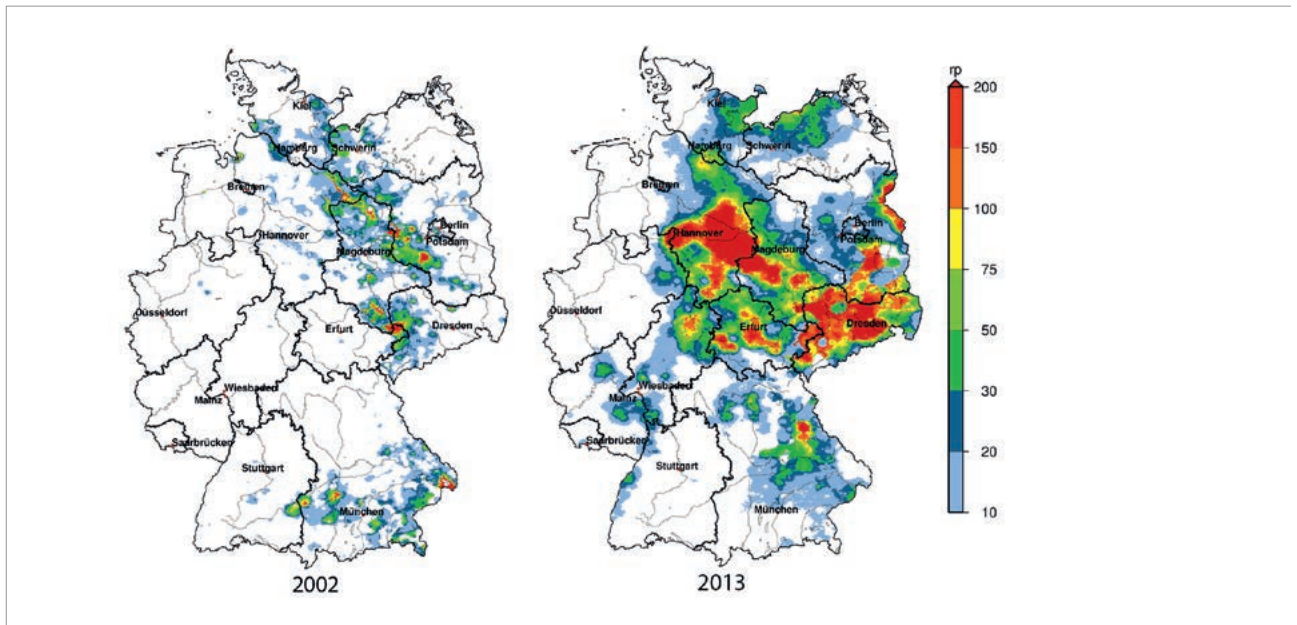 Kiel
Hamburg
Schwerin
Bremen
Berlin
Potsdam
Hannover
Magdeburg
Düsseldorf
Erfurt
Dresden
Wiesbaden
Mainz
Saarbrücken
Stuttgart
München
2002
Kiel
Hamburg
Schwerin
Bremen
Berlin
Potsdam
Hannover
Magdeburg
Düsseldorf
Erfurt
Dresden
Wiesbaden
Mainz
Saarbrücken
Stuttgart
München
2013
rp
200
150
100
75
50
30
20
10